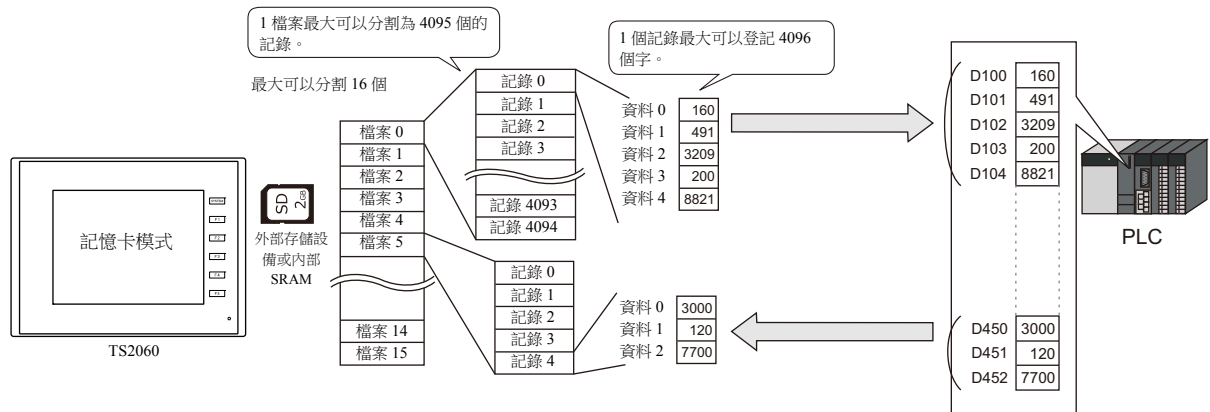 1 檔案最大可以分割為 4095 個的
記錄。
最大可以分割 16 個
1 個記錄最大可以登記 4096
個字。
記憶卡模式
SYSTEM
F1
F2
F3
F4
F5
TS2060
SD
2GB
外部存儲設
備或內部
SRAM
檔案 0
檔案 1
檔案 2
檔案 3
檔案 4
檔案 5
檔案 14
檔案 15
記錄 0
記錄 1
記錄 2
記錄 3
記錄 4093
記錄 4094
記錄 0
記錄 1
記錄 2
記錄 3
記錄 4
資料 0 160
資料 1 491
資料 2 3209
資料 3 200
資料 4 8821
資料 0 3000
資料 1 120
資料 2 7700
D100 160
D101 491
D102 3209
D103 200
D104 8821
D450 3000
D451 120
D452 7700
PLC